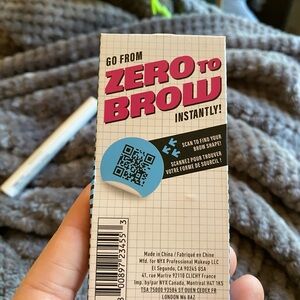 GO FROM
ZERO TO
BROW
INSTANTLY!
SCAN TO FIND YOUR
BROW SHAPE!
SCANNEZ POUR TROUVER
VOTRE FORME DE SOURCIL !
Made in China / Fabriqué en Chine
Mfd. for NYX Professional Makeup LLC
El Segundo, CA 90245 USA
41, rue Martre 92110 CLICHY France
Imp. by/par NYX Canada, Montréal H4T 1K5
TSA 75000 93584 ST OUEN CEDEX FR
LONDON W6 8AZ